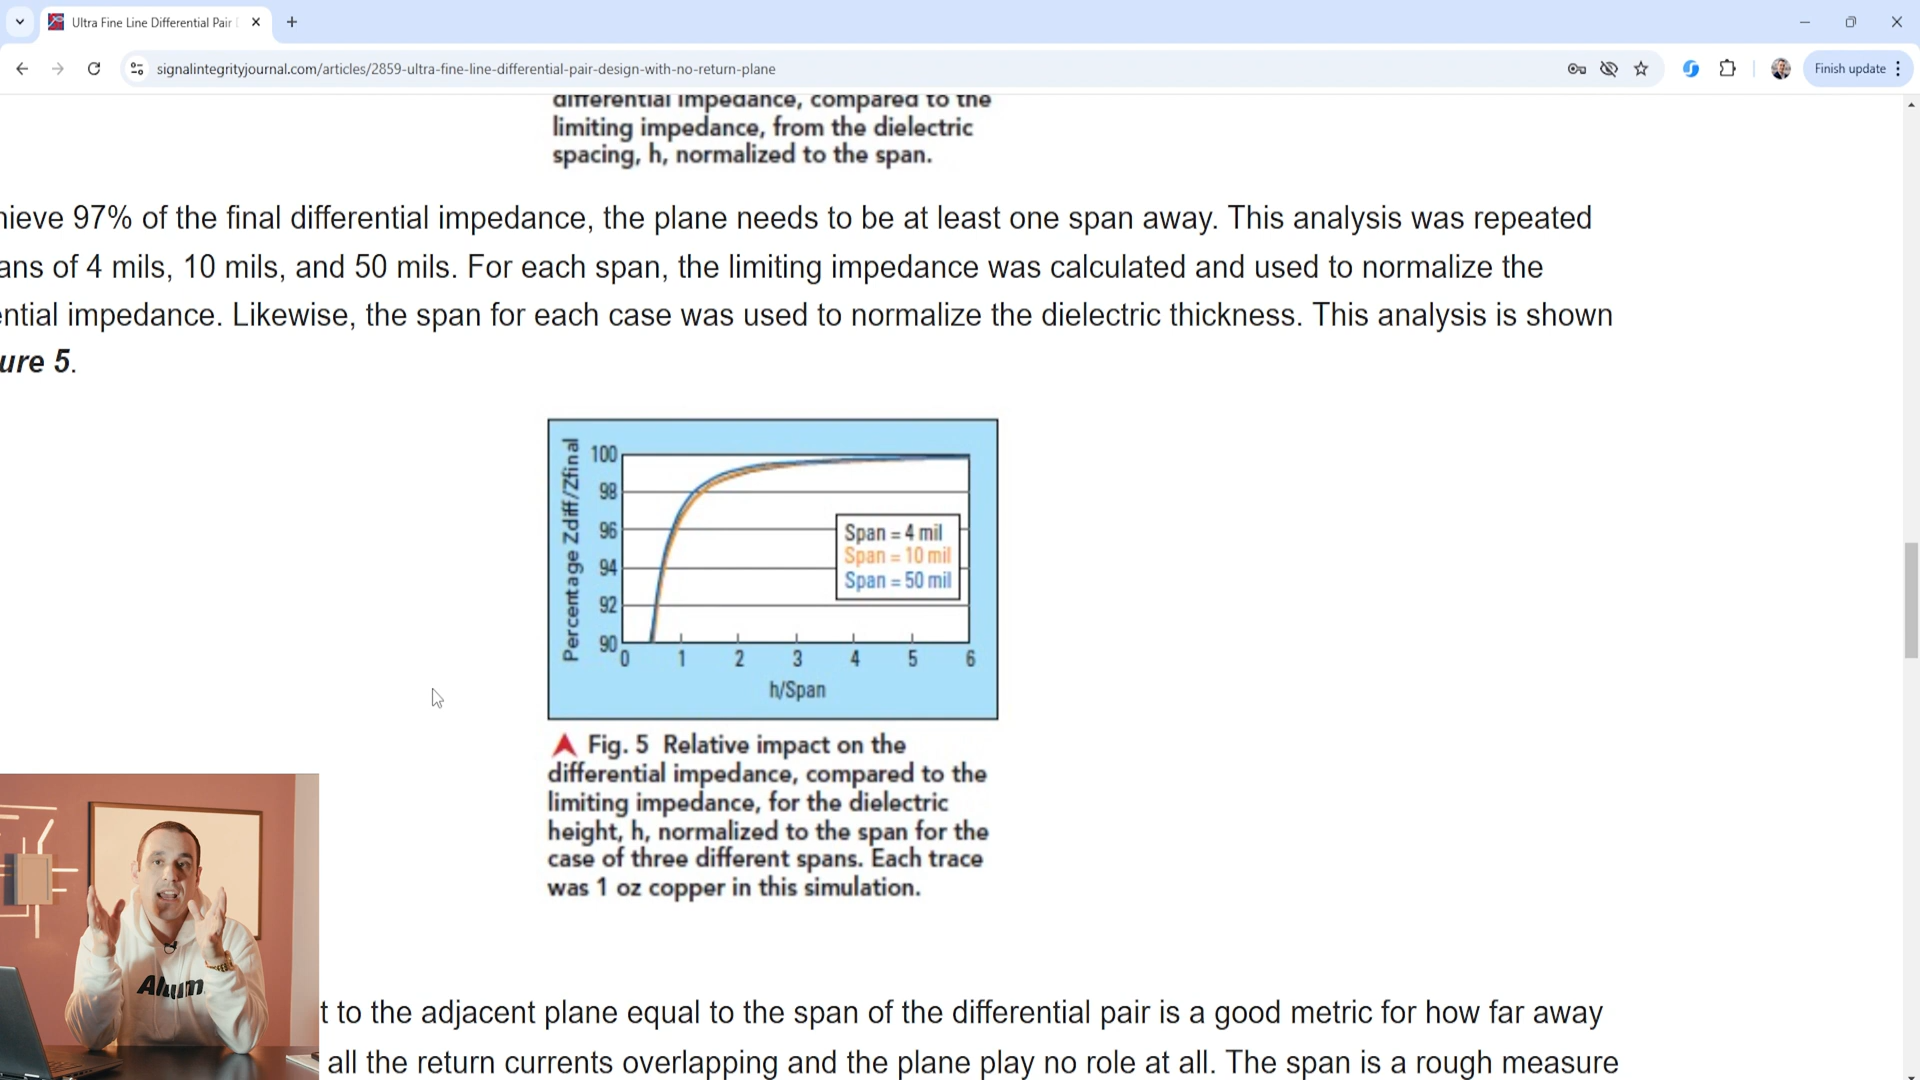 Ultra Fine Line Differential Pair
signalintegrityjournal.com/articles/2859-ultra-fine-line-differential-pair-design-with-no-return-plane
Finish update
differential impedance, compared to the
limiting impedance, from the dielectric
spacing, h, normalized to the span.
hieve 97% of the final differential impedance, the plane needs to be at least one span away. This analysis was repeated
ans of 4 mils, 10 mils, and 50 mils. For each span, the limiting impedance was calculated and used to normalize the
ential impedance. Likewise, the span for each case was used to normalize the dielectric thickness. This analysis is shown
ure 5.
Percentage Zdiff/Zfinal
100
98
96
94
92
90
Span = 4 mil
Span = 10 mil
Span = 50 mil
0 1 2 3 4 5 6
h/Span
Fig. 5 Relative impact on the
differential impedance, compared to the
limiting impedance, for the dielectric
height, h, normalized to the span for the
case of three different spans. Each trace
was 1 oz copper in this simulation.
t to the adjacent plane equal to the span of the differential pair is a good metric for how far away
all the return currents overlapping and the plane play no role at all. The span is a rough measure